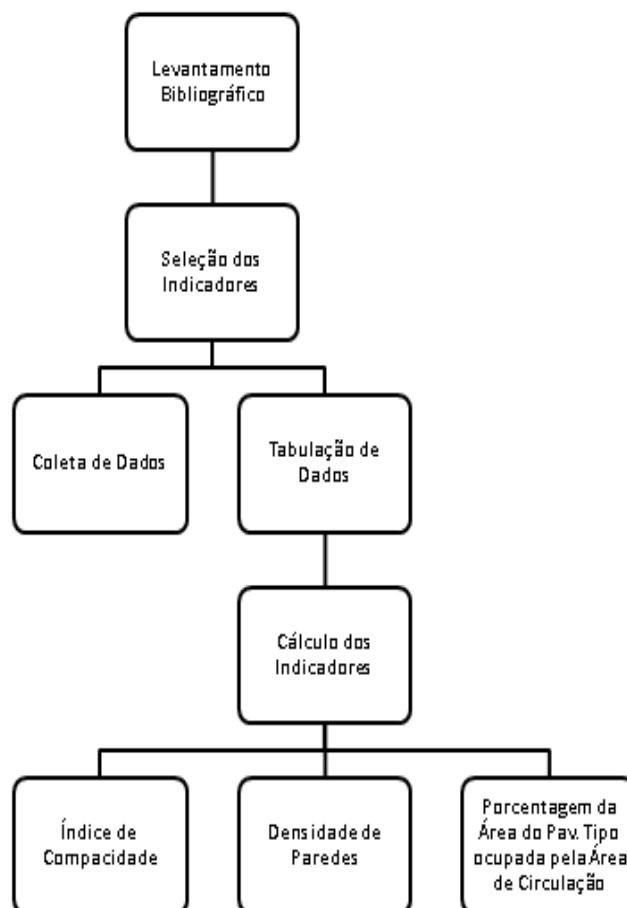 Levantamento
Bibliográfico
Seleção dos
Indicadores
Coleta de Dados
Tabulação de
Dados
Cálculo dos
Indicadores
Índice de
Compacidade
Densidade de
Paredes
Porcentagem da
Área do Pav. Tipo
ocupada pela Área
de Circulação